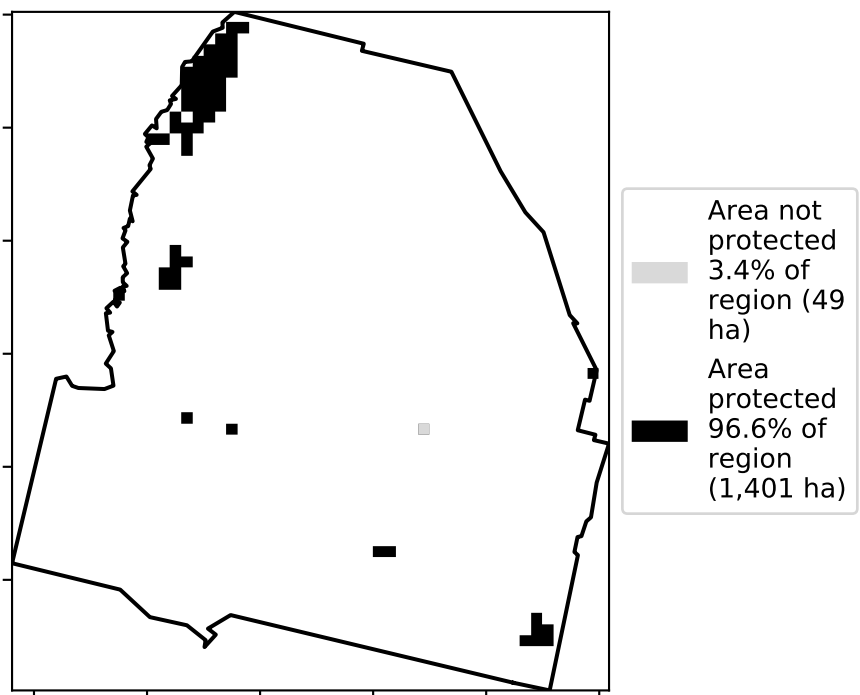 Area not
protected
3.4% of
region (49
ha)
Area
protected
96.6% of
region
(1,401 ha)